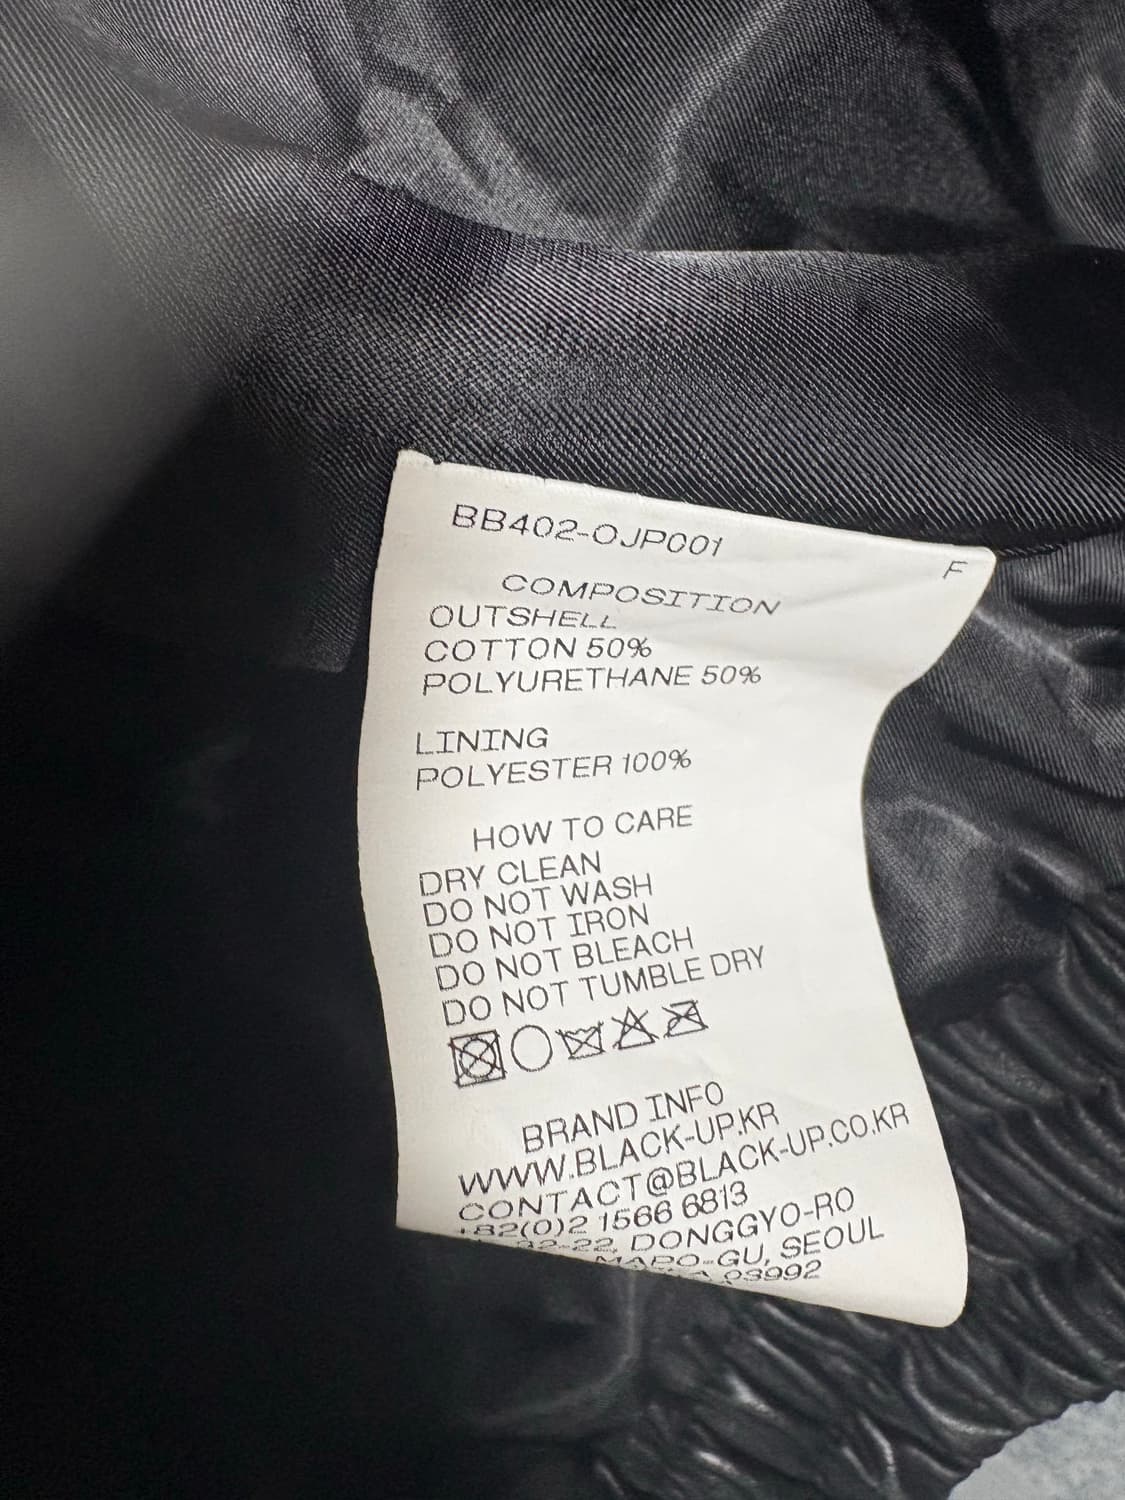 BB402-OJP001
F
COMPOSITION
OUTSHELL
COTTON 50%
POLYURETHANE 50%
LINING
POLYESTER 100%
HOW TO CARE
DRY CLEAN
DO NOT WASH
DO NOT IRON
DO NOT BLEACH
DO NOT TUMBLE DRY
BRAND INFO
WWW.BLACK-UP.KR
CONTACT@BLACK-UP.CO.KR
+82(0)2 1566 6813
32-22, DONGGYO-RO
MAPO-GU, SEOUL
03992